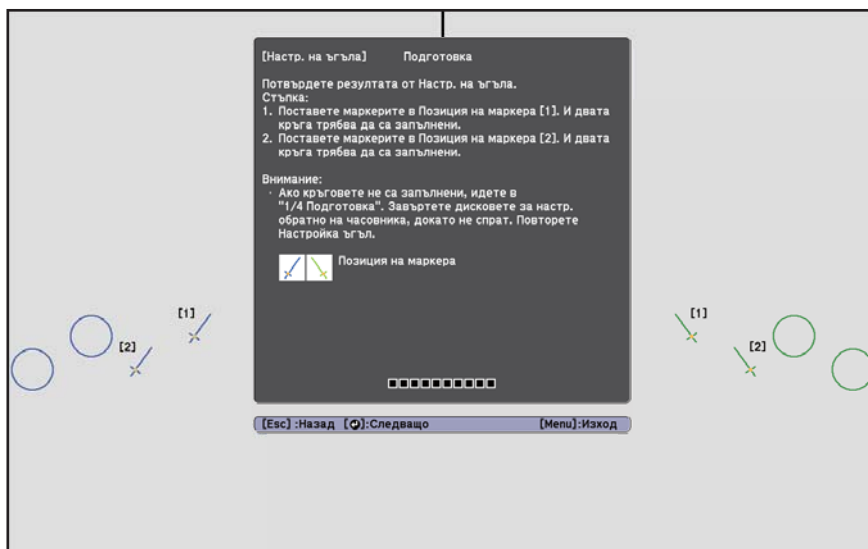 [Настр. на ъгъла] Подготовка
Потвърдете резултата от Настр. на ъгъла.
Стъпка:
1. Поставете маркерите в Позиция на маркера [1]. И двата
кръга трябва да са запълнени.
2. Поставете маркерите в Позиция на маркера [2]. И двата
кръга трябва да са запълнени.
Внимание:
· Ако кръговете не са запълнени, идете в
"1/4 Подготовка". Завъртете дисковете за настр.
обратно на часовника, докато не спрат. Повторете
Настройка ъгъл.
Позиция на маркера
[1]
[2]
[1]
[2]
[Esc] :Назад [⏎]:Следващо [Menu]:Изход